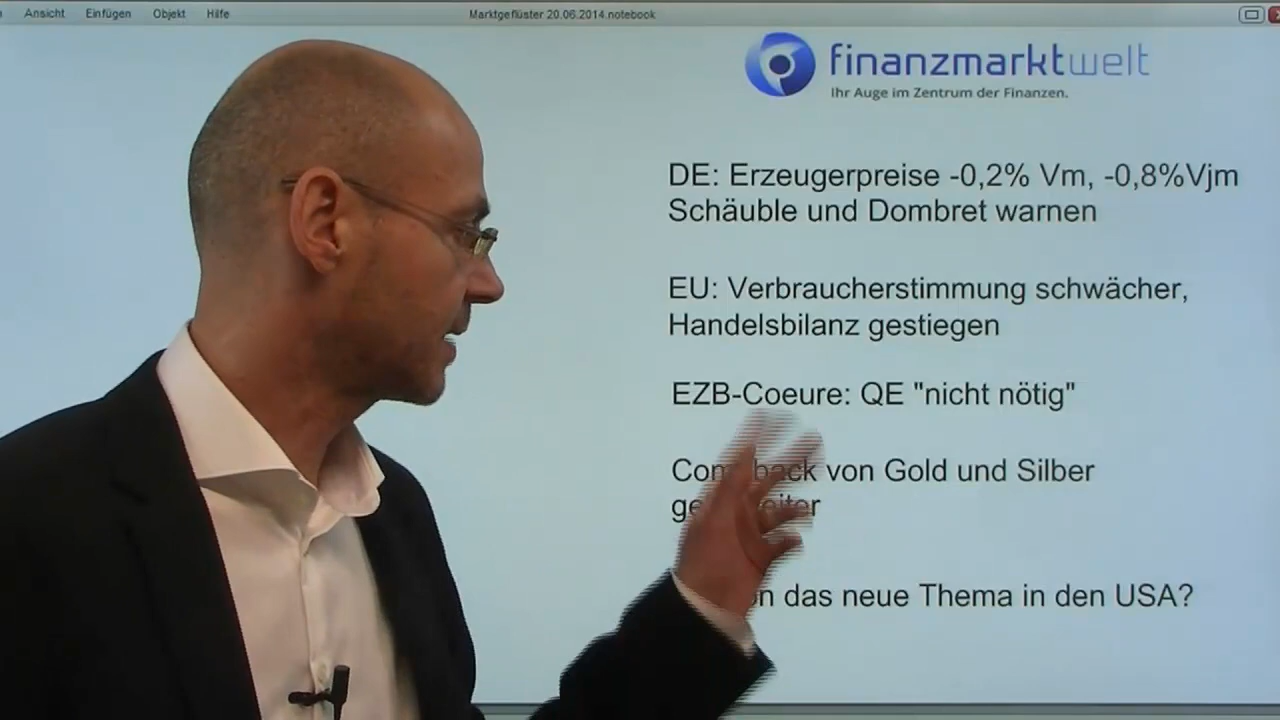 Ansicht Einfügen Objekt Hilfe Marktgeflüster 20.06.2014.notebook
finanzmarktwelt
Ihr Auge im Zentrum der Finanzen.
DE: Erzeugerpreise -0,2% Vm, -0,8%Vjm
Schäuble und Dombret warnen
EU: Verbraucherstimmung schwächer,
Handelsbilanz gestiegen
EZB-Coeure: QE "nicht nötig"
von Gold und Silber
das neue Thema in den USA?